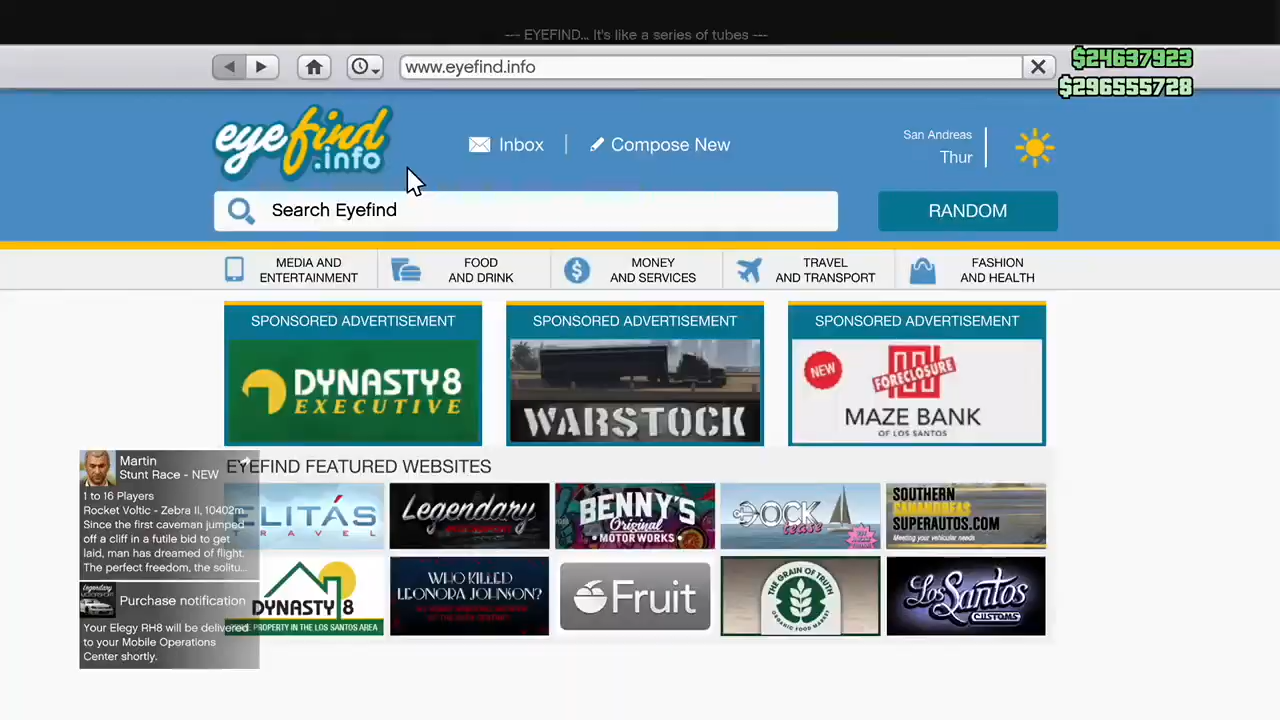 --- EYEFIND... It's like a series of tubes ---
www.eyefind.info
$24637923
$296555728
eyefind
.info
Inbox
Compose New
San Andreas
Thur
Search Eyefind
RANDOM
MEDIA AND
ENTERTAINMENT
FOOD
AND DRINK
MONEY
AND SERVICES
TRAVEL
AND TRANSPORT
FASHION
AND HEALTH
SPONSORED ADVERTISEMENT
DYNASTY 8
EXECUTIVE
SPONSORED ADVERTISEMENT
WARSTOCK
SPONSORED ADVERTISEMENT
NEW
FORECLOSURE
MAZE BANK
OF LOS SANTOS
EYEFIND FEATURED WEBSITES
ELITÁS
TRAVEL
Legendary
BENNY'S
Original
MOTOR WORKS
DOCK
tease
SOUTHERN
SANANDREAS
SUPERAUTOS.COM
Meeting your vehicular needs
DYNASTY 8
PROPERTY IN THE LOS SANTOS AREA
WHO KILLED
LEONORA JOHNSON?
Fruit
THE GRAIN OF TRUTH
ORGANIC FOOD MARKET
Los Santos
CUSTOMS
Martin
Stunt Race - NEW
1 to 16 Players
Rocket Voltic - Zebra II, 10402m
Since the first caveman jumped
off a cliff in a futile bid to get
laid, man has dreamed of flight.
The perfect freedom, the solitu...
Legendary
Purchase notification
Your Elegy RH8 will be delivered
to your Mobile Operations
Center shortly.